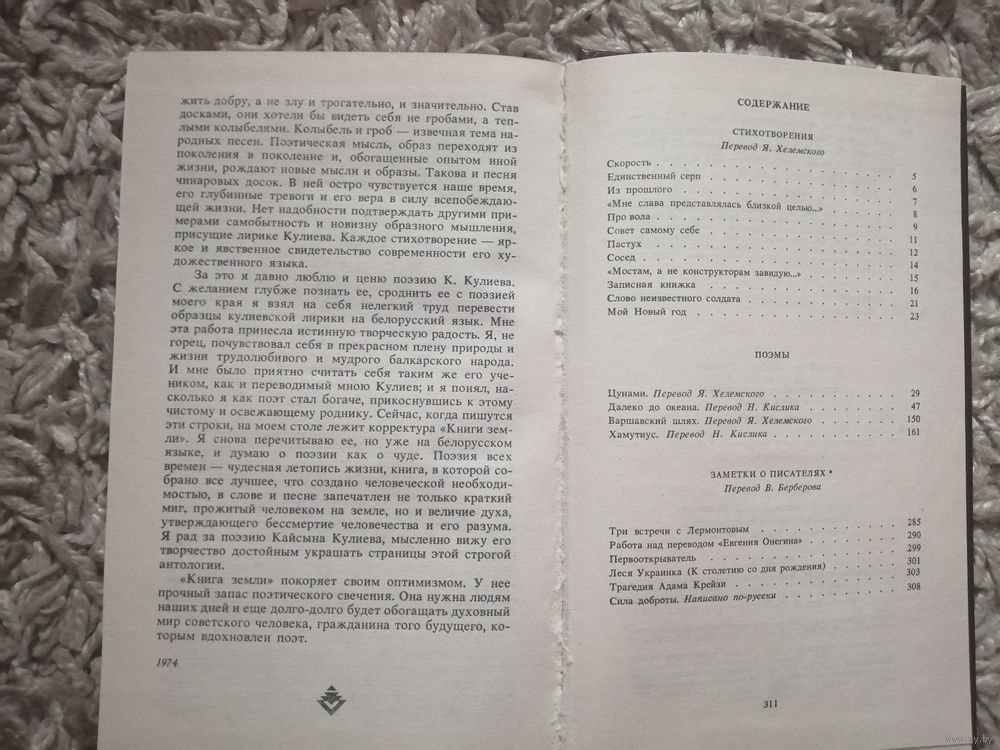 жить добру, а не злу и трогательно, и значительно. Став
досками, они хотели бы видеть себя не гробами, а теп-
лыми колыбелями. Колыбель и гроб — извечная тема на-
родных песен. Поэтическая мысль, образ переходят из
поколения в поколение и, обогащенные опытом иной
жизни, рождают новые мысли и образы. Такова и песня
чинаровых досок. В ней остро чувствуется наше время,
его глубинные тревоги и его вера в силу всепобеждаю-
щей жизни. Нет надобности подтверждать другими при-
мерами самобытность и новизну образного мышления,
присущие лирике Кулиева. Каждое стихотворение — яр-
кое и явственное свидетельство современности его ху-
дожественного языка.
За это я давно люблю и ценю поэзию К. Кулиева.
С желанием глубже познать ее, сроднить ее с поэзией
моего края я взял на себя нелегкий труд перевести
образцы кулиевской лирики на белорусский язык. Мне
эта работа принесла истинную творческую радость. Я, не
горец, почувствовал себя в прекрасном плену природы и
жизни трудолюбивого и мудрого балкарского народа.
И мне было приятно считать себя таким же его уче-
ником, как и переводимый мною Кулиев; и я понял, на-
сколько я как поэт стал богаче, прикоснувшись к этому
чистому и освежающему роднику. Сейчас, когда пишутся
эти строки, на моем столе лежит корректура «Книги зем-
ли». Я снова перечитываю ее, но уже на белорусском
языке, и думаю о поэзии как о чуде. Поэзия всех
времен — чудесная летопись жизни, книга, в которой со-
брано все лучшее, что создано человеческой необходи-
мостью, в слове и песне запечатлен не только краткий
миг, прожитый человеком на земле, но и величие духа,
утверждающего бессмертие человечества и его разума.
Я рад за поэзию Кайсына Кулиева, мысленно вижу его
творчество достойным украшать страницы этой строгой
антологии.
«Книга земли» покоряет своим оптимизмом. У нее
прочный запас поэтического свечения. Она нужна людям
наших дней и еще долго-долго будет обогащать духовный
мир советского человека, гражданина того будущего, ко-
торым вдохновлен поэт.
1974
СОДЕРЖАНИЕ
СТИХОТВОРЕНИЯ
Перевод Я. Хелемского
Скорость . . . . . . . . . . . 5
Единственный серп . . . . . . . . . . . 6
Из прошлого . . . . . . . . . . . 7
«Мне слава представлялась близкой целью...» . . . . . 8
Про вола . . . . . . . . . . . 9
Совет самому себе . . . . . . . . . . . 11
Пастух . . . . . . . . . . . 12
Сосед . . . . . . . . . . . 14
«Мостам, а не конструкторам завидую...» . . . . . . 15
Записная книжка . . . . . . . . . . . 16
Слово неизвестного солдата . . . . . . . . . 21
Мой Новый год . . . . . . . . . . . 23
ПОЭМЫ
Цунами. Перевод Я. Хелемского . . . . . . . . 29
Далеко до океана. Перевод Н. Кислика . . . . . . 47
Варшавский шлях. Перевод Я. Хелемского . . . . . . 150
Хамутиус. Перевод Н. Кислика . . . . . . . . 161
ЗАМЕТКИ О ПИСАТЕЛЯХ *
Перевод В. Берберова
Три встречи с Лермонтовым . . . . . . . . . 285
Работа над переводом «Евгения Онегина» . . . . . . 290
Первооткрыватель . . . . . . . . . . . 299
Леся Украинка (К столетию со дня рождения) . . . . . 301
Трагедия Адама Крейзи . . . . . . . . . 303
Сила доброты. Написано по-русски . . . . . . . . 308
311
www.ay.by